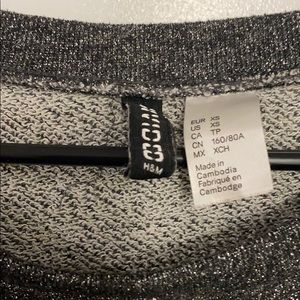 DIVIDED
H&M
EUR XS
US XS
CA TP
CN 160/80A
MX XCH
Made in
Cambodia
Fabriqué en
Cambodge